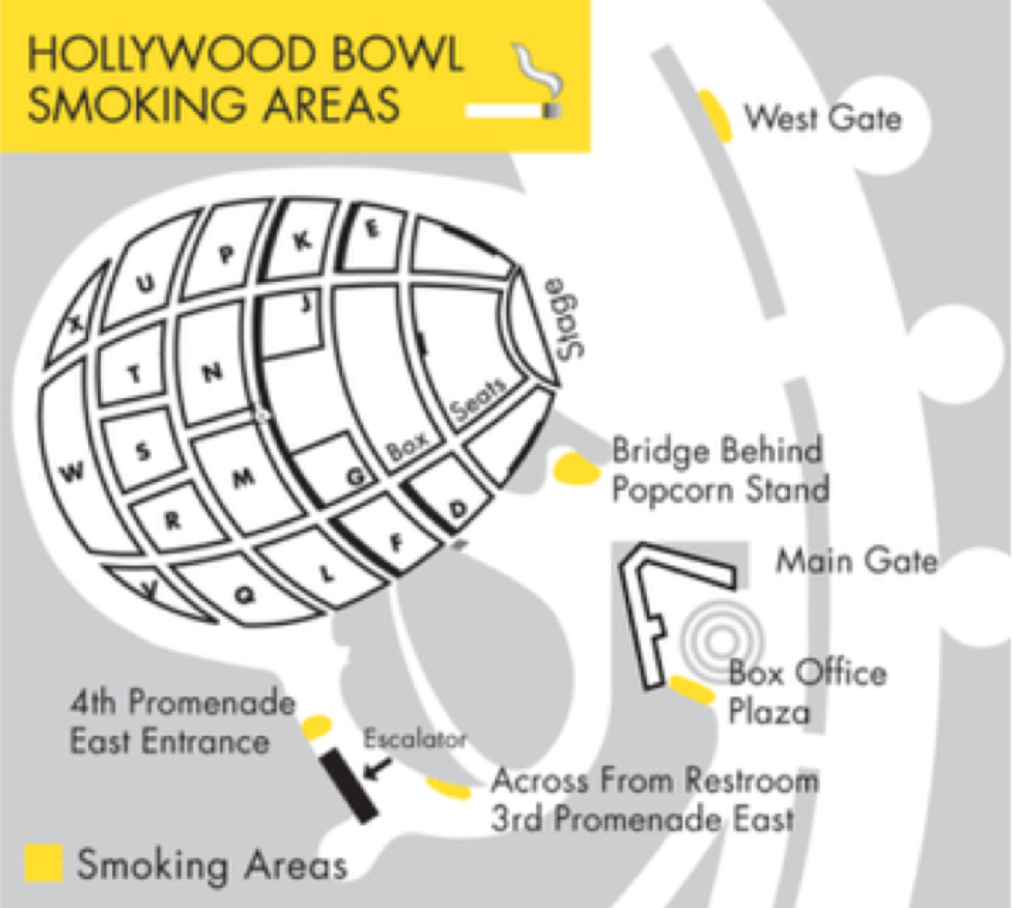 HOLLYWOOD BOWL
SMOKING AREAS
West Gate
E
K
P
U
X
J
Stage
T
N
Seats
Box
S
W
M
G
R
D
F
L
V
Q
Bridge Behind
Popcorn Stand
Main Gate
Box Office
Plaza
4th Promenade
East Entrance
Escalator
Across From Restroom
3rd Promenade East
Smoking Areas